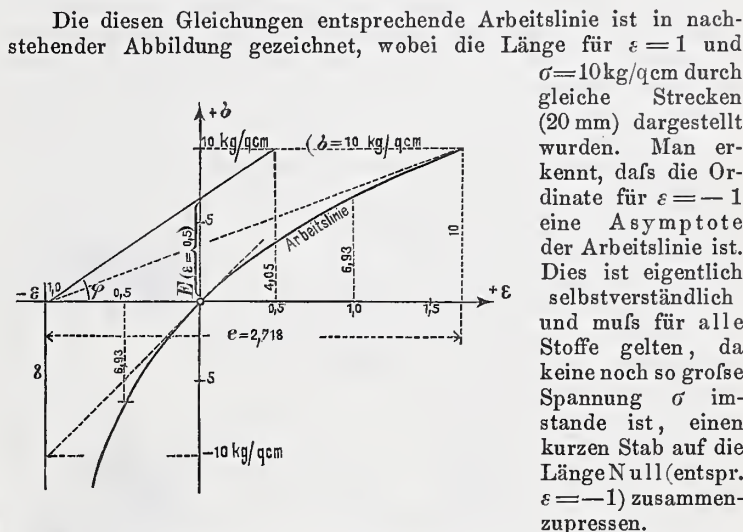 Die diesen Gleichungen entsprechende Arbeitslinie ist in nach-
stehender Abbildung gezeichnet, wobei die Länge für ε = 1 und
σ=10kg/qcm durch
gleiche Strecken
(20 mm) dargestellt
wurden. Man er-
kennt, daſs die Or-
dinate für ε = — 1
eine Asymptote
der Arbeitslinie ist.
Dies ist eigentlich
selbstverständlich
und muſs für alle
Stoffe gelten, da
keine noch so groſse
Spannung σ im-
stande ist, einen
kurzen Stab auf die
Länge Null (entspr.
ε = —1) zusammen-
zupressen.
+σ
10 kg/qcm
(σ=10 kg/qcm
5
E (ε=0,5)
Arbeitslinie
4,05
6,93
10
-ε
1,0
φ
0,5
0,5
1,0
1,5
+ε
e=2,718
6,93
8
5
-10 kg/qcm